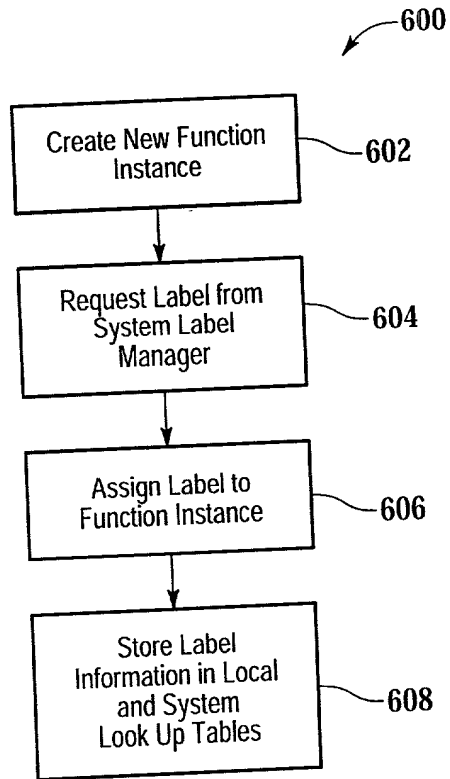 600
Create New Function
Instance
602
Request Label from
System Label
Manager
604
Assign Label to
Function Instance
606
Store Label
Information in Local
and System
Look Up Tables
608